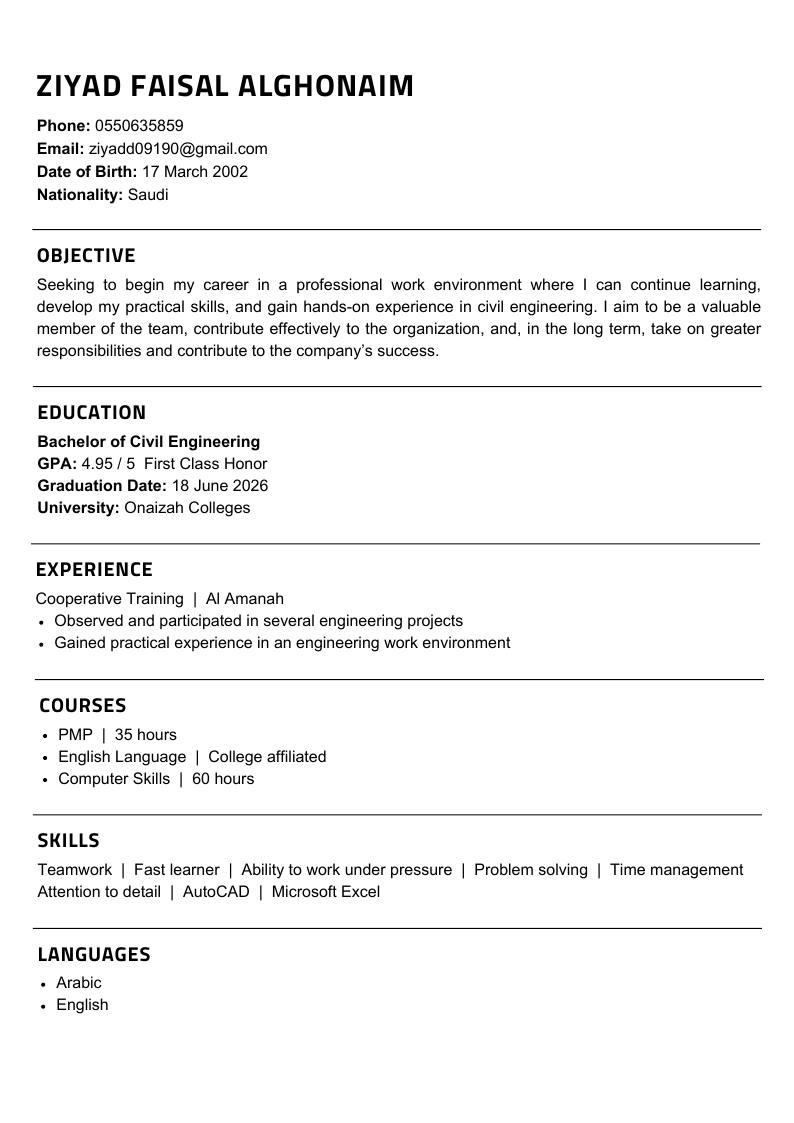 ZIYAD FAISAL ALGHONAIM
Phone: 0550635859
Email: ziyadd09190@gmail.com
Date of Birth: 17 March 2002
Nationality: Saudi
OBJECTIVE
Seeking to begin my career in a professional work environment where I can continue learning,
develop my practical skills, and gain hands-on experience in civil engineering. I aim to be a valuable
member of the team, contribute effectively to the organization, and, in the long term, take on greater
responsibilities and contribute to the company’s success.
EDUCATION
Bachelor of Civil Engineering
GPA: 4.95 / 5  First Class Honor
Graduation Date: 18 June 2026
University: Onaizah Colleges
EXPERIENCE
Cooperative Training | Al Amanah
• Observed and participated in several engineering projects
• Gained practical experience in an engineering work environment
COURSES
• PMP | 35 hours
• English Language | College affiliated
• Computer Skills | 60 hours
SKILLS
Teamwork | Fast learner | Ability to work under pressure | Problem solving | Time management
Attention to detail | AutoCAD | Microsoft Excel
LANGUAGES
• Arabic
• English